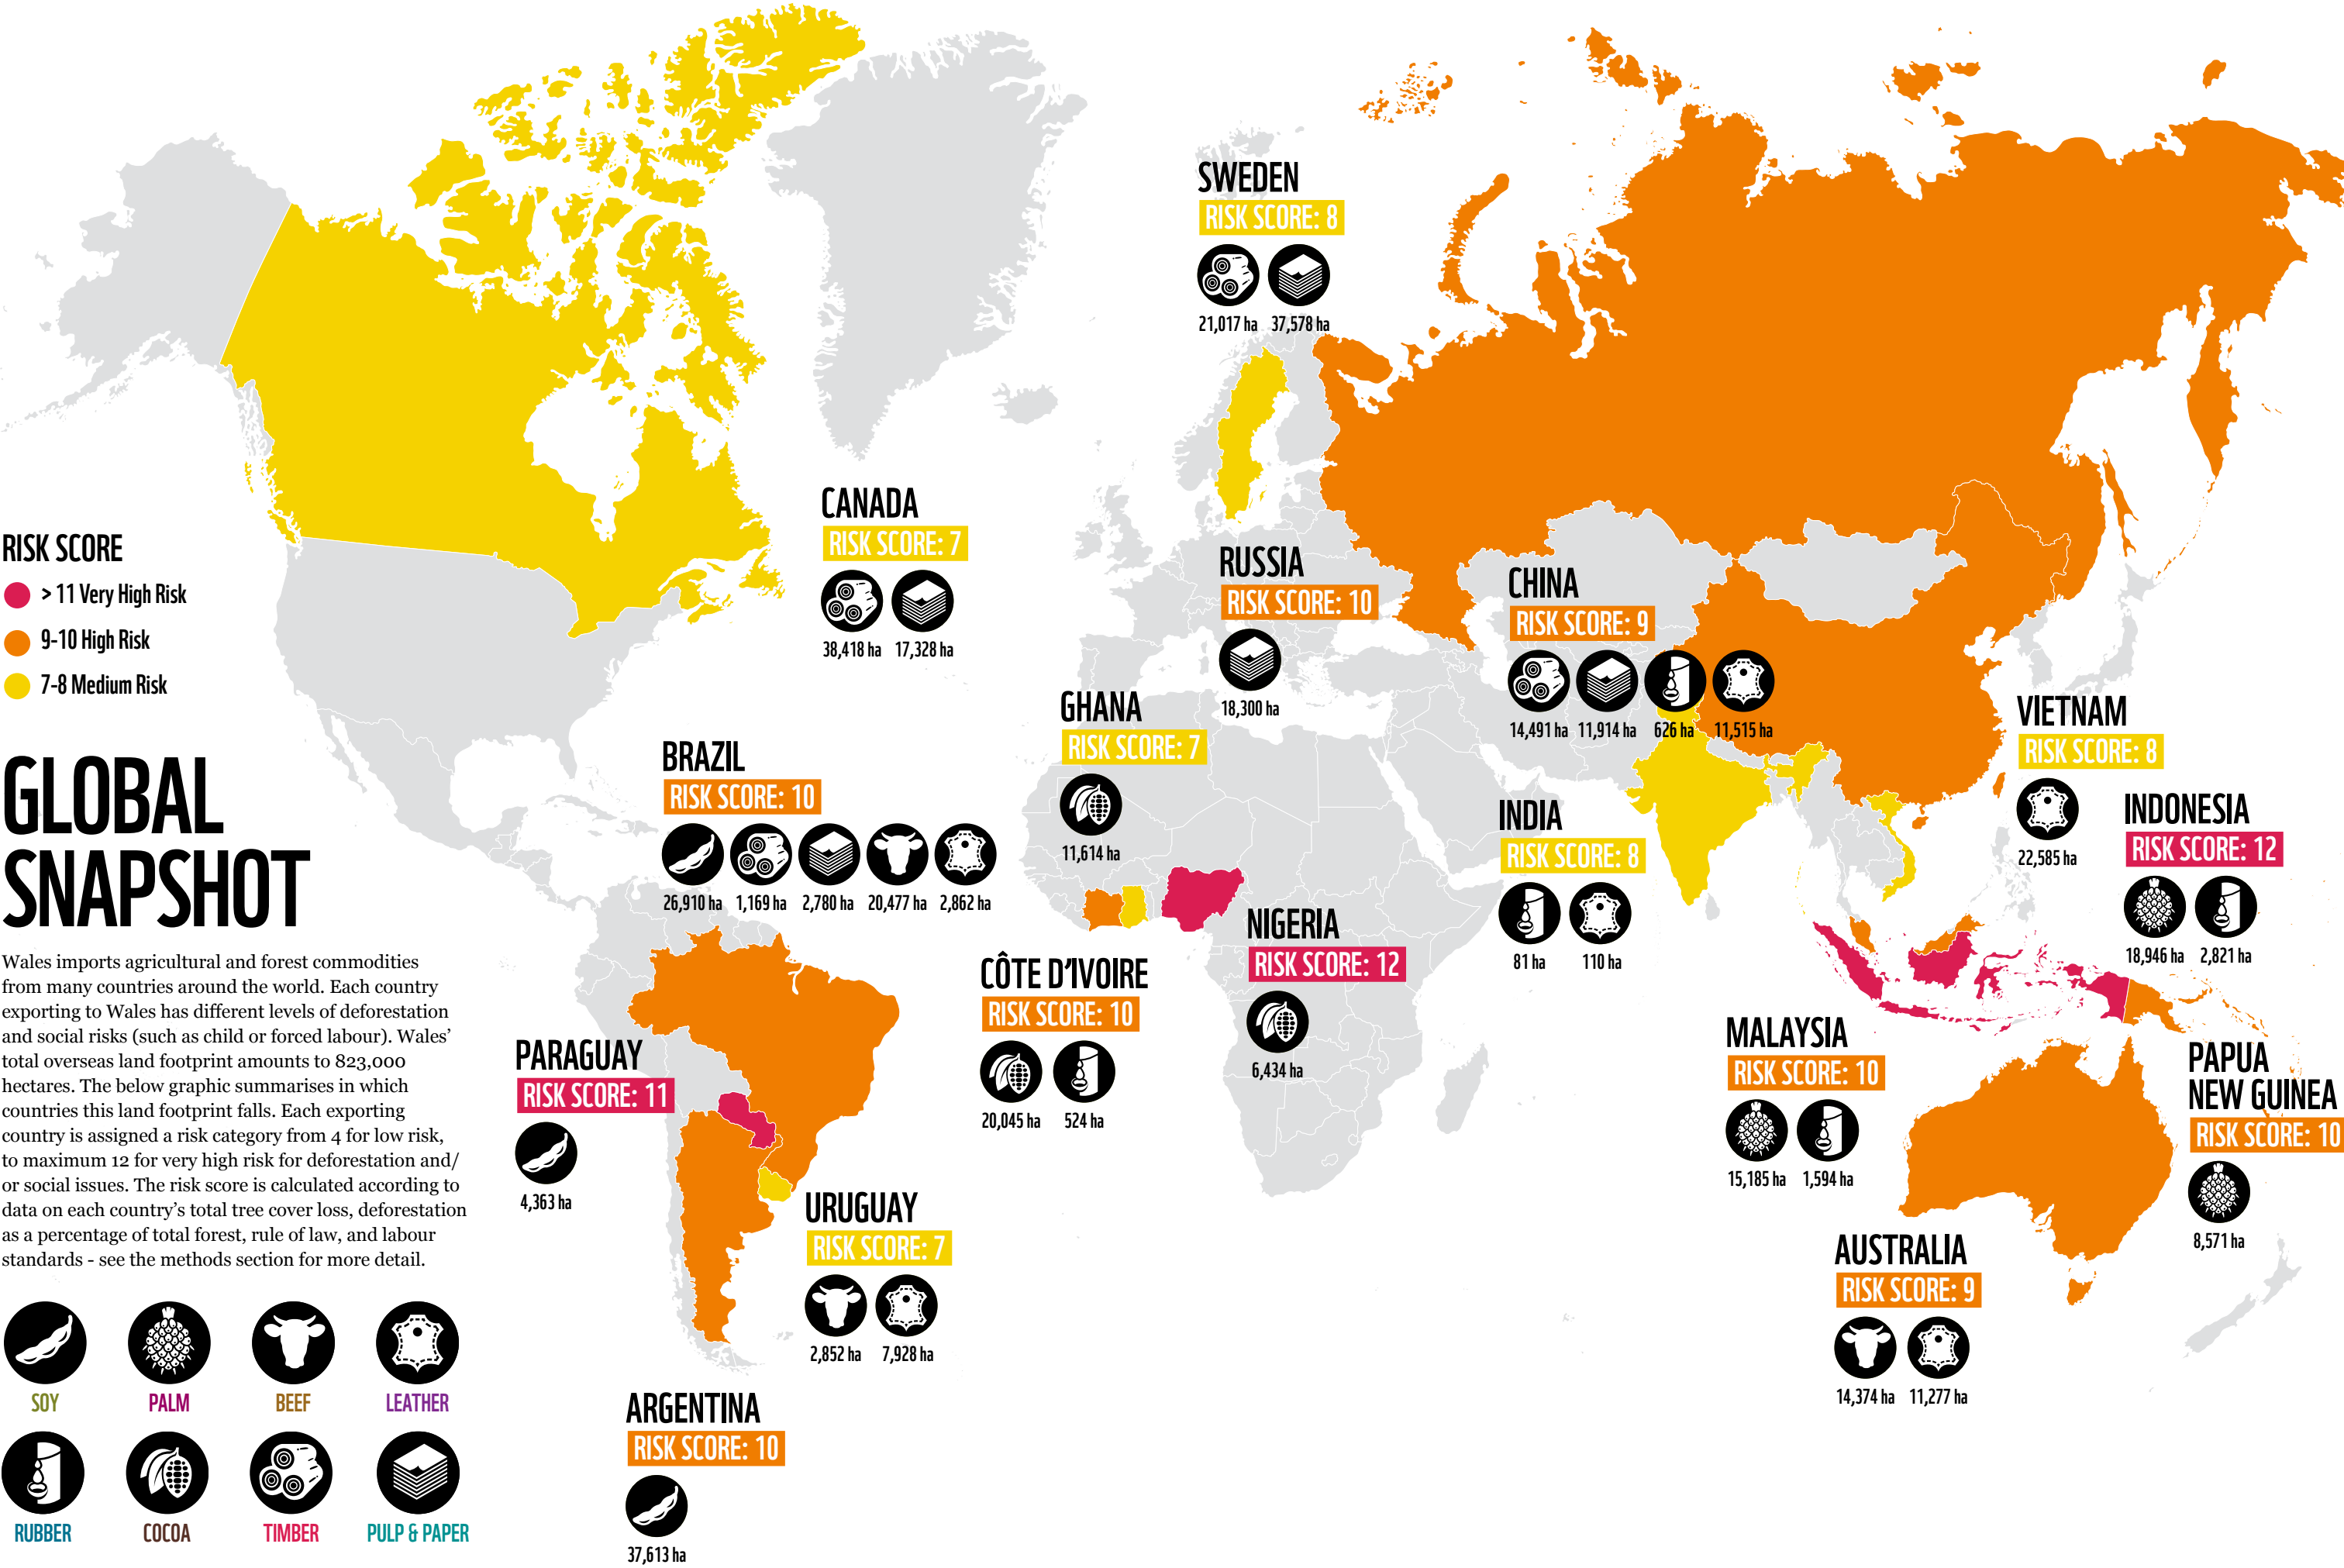 SWEDEN
RISK SCORE: 8
21,017 ha 37,578 ha
CANADA
RISK SCORE: 7
38,418 ha 17,328 ha
RISK SCORE
> 11 Very High Risk
9-10 High Risk
7-8 Medium Risk
RUSSIA
RISK SCORE: 10
18,300 ha
CHINA
RISK SCORE: 9
14,491 ha 11,914 ha 626 ha 11,515 ha
GHANA
RISK SCORE: 7
11,614 ha
VIETNAM
RISK SCORE: 8
22,585 ha
BRAZIL
RISK SCORE: 10
26,910 ha 1,169 ha 2,780 ha 20,477 ha 2,862 ha
INDIA
RISK SCORE: 8
81 ha 110 ha
INDONESIA
RISK SCORE: 12
18,946 ha 2,821 ha
GLOBAL
SNAPSHOT
Wales imports agricultural and forest commodities
from many countries around the world. Each country
exporting to Wales has different levels of deforestation
and social risks (such as child or forced labour). Wales’
total overseas land footprint amounts to 823,000
hectares. The below graphic summarises in which
countries this land footprint falls. Each exporting
country is assigned a risk category from 4 for low risk,
to maximum 12 for very high risk for deforestation and/
or social issues. The risk score is calculated according to
data on each country’s total tree cover loss, deforestation
as a percentage of total forest, rule of law, and labour
standards - see the methods section for more detail.
NIGERIA
RISK SCORE: 12
6,434 ha
CÔTE D’IVOIRE
RISK SCORE: 10
20,045 ha 524 ha
PARAGUAY
RISK SCORE: 11
4,363 ha
MALAYSIA
RISK SCORE: 10
15,185 ha 1,594 ha
PAPUA
NEW GUINEA
RISK SCORE: 10
8,571 ha
URUGUAY
RISK SCORE: 7
2,852 ha 7,928 ha
AUSTRALIA
RISK SCORE: 9
14,374 ha 11,277 ha
ARGENTINA
RISK SCORE: 10
37,613 ha
SOY PALM BEEF LEATHER
RUBBER COCOA TIMBER PULP & PAPER